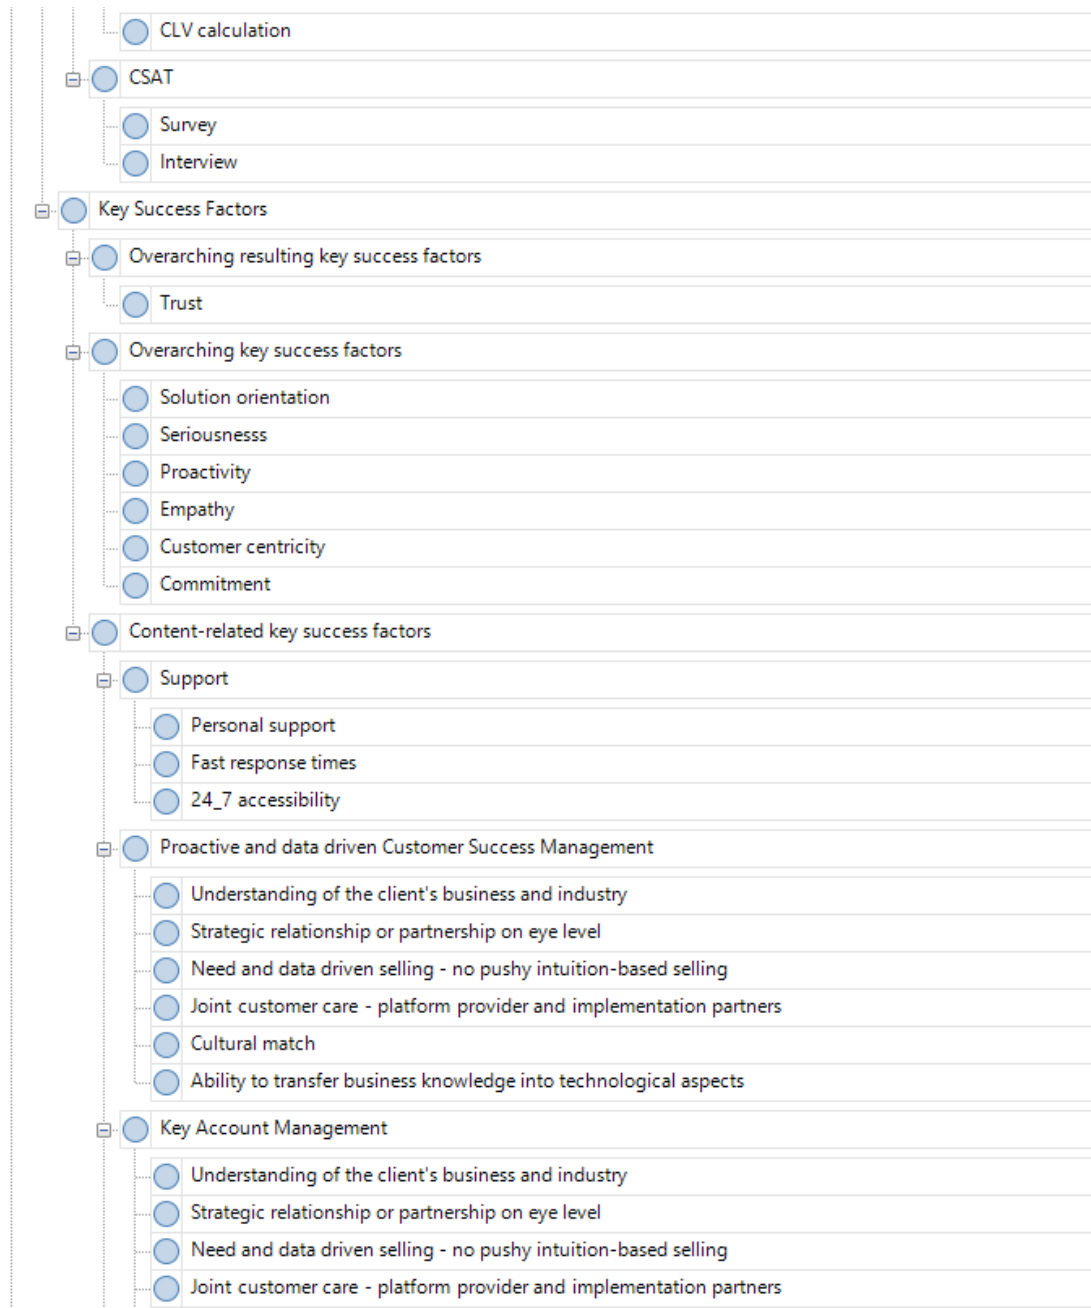 CLV calculation
CSAT
Survey
Interview
Key Success Factors
Overarching resulting key success factors
Trust
Overarching key success factors
Solution orientation
Seriousnesss
Proactivity
Empathy
Customer centricity
Commitment
Content-related key success factors
Support
Personal support
Fast response times
24_7 accessibility
Proactive and data driven Customer Success Management
Understanding of the client's business and industry
Strategic relationship or partnership on eye level
Need and data driven selling - no pushy intuition-based selling
Joint customer care - platform provider and implementation partners
Cultural match
Ability to transfer business knowledge into technological aspects
Key Account Management
Understanding of the client's business and industry
Strategic relationship or partnership on eye level
Need and data driven selling - no pushy intuition-based selling
Joint customer care - platform provider and implementation partners